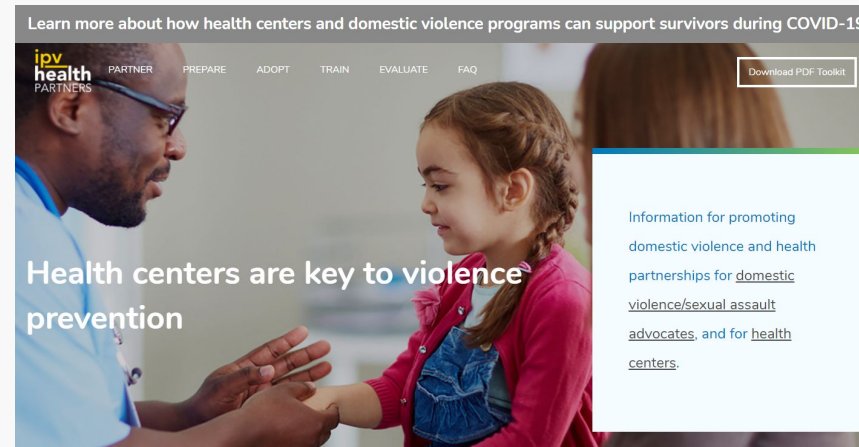 Learn more about how health centers and domestic violence programs can support survivors during COVID-19
ipv
health
PARTNERS
PARTNER PREPARE ADOPT TRAIN EVALUATE FAQ
Download PDF Toolkit
Health centers are key to violence
prevention
Information for promoting
domestic violence and health
partnerships for domestic
violence/sexual assault
advocates, and for health
centers.